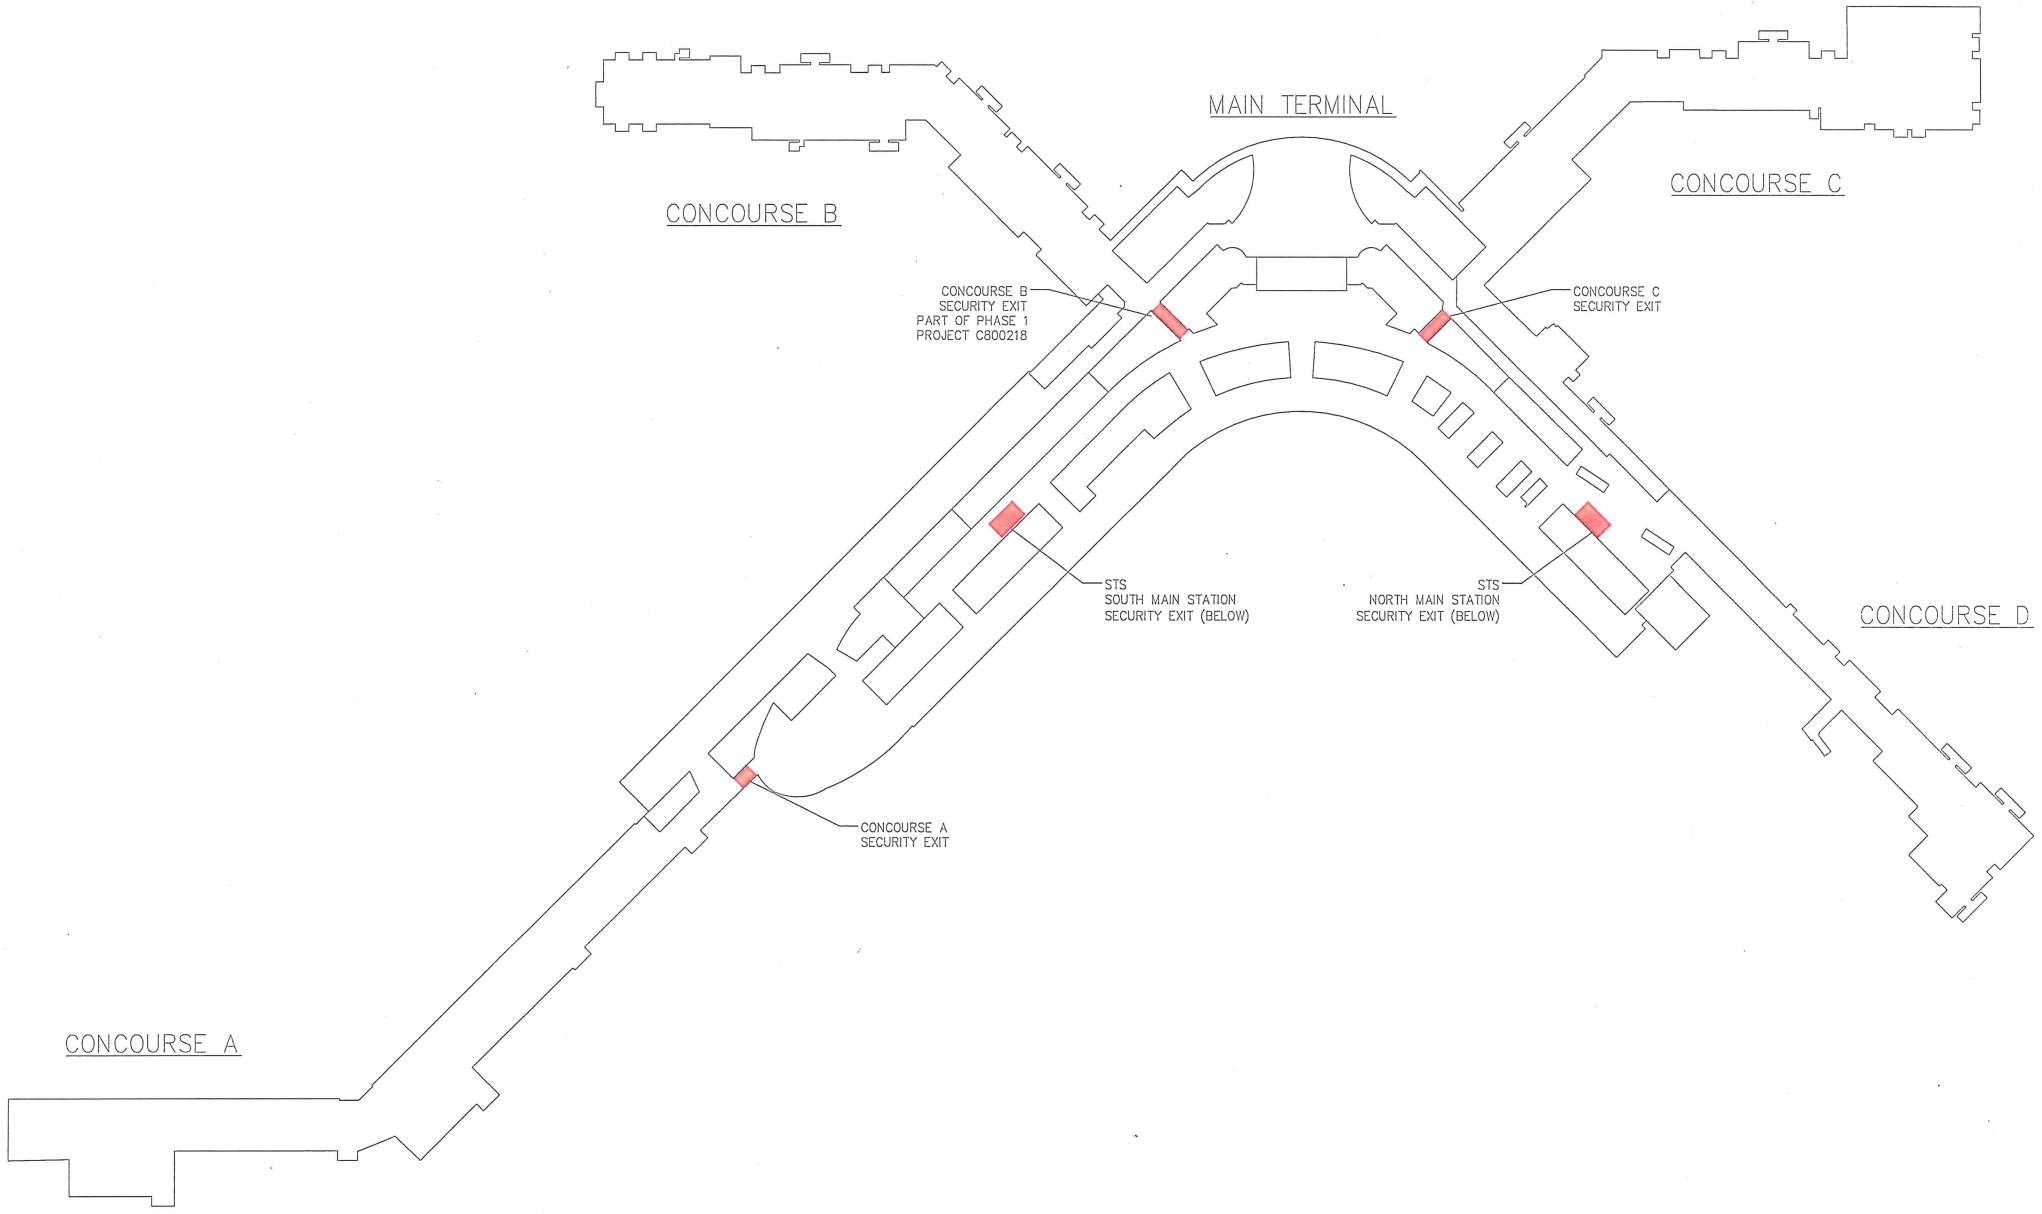 MAIN TERMINAL
CONCOURSE C
CONCOURSE B
CONCOURSE B
SECURITY EXIT
PART OF PHASE 1
PROJECT C800218
CONCOURSE C
SECURITY EXIT
STS
SOUTH MAIN STATION
SECURITY EXIT (BELOW)
STS
NORTH MAIN STATION
SECURITY EXIT (BELOW)
CONCOURSE D
CONCOURSE A
SECURITY EXIT
CONCOURSE A